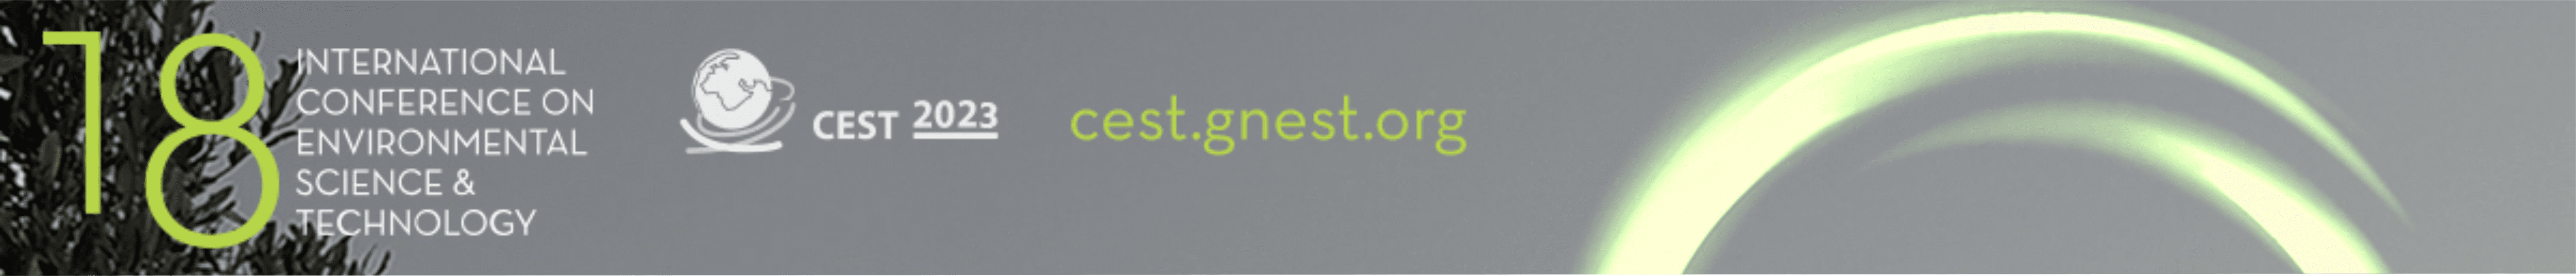 18
INTERNATIONAL
CONFERENCE ON
ENVIRONMENTAL
SCIENCE &
TECHNOLOGY
CEST 2023
cest.gnest.org